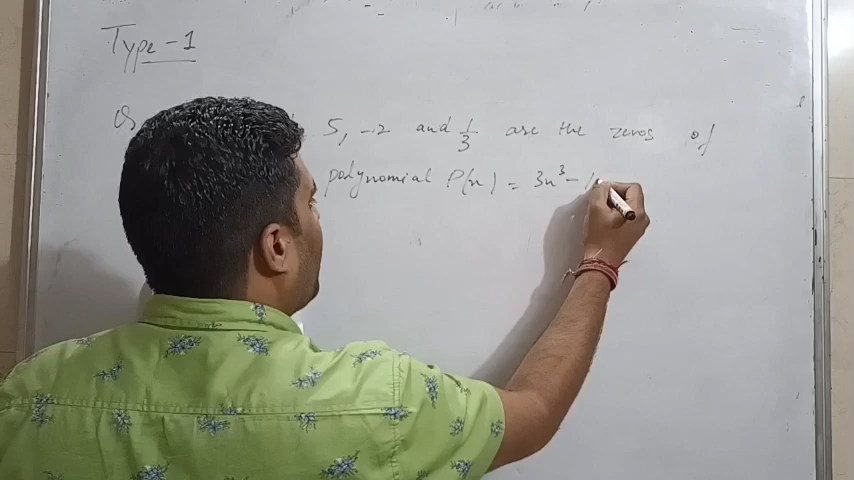 Type-1
Q
5, -2 and 1/3 are the zeros of
polynomial P(x) = 3x³ - 1